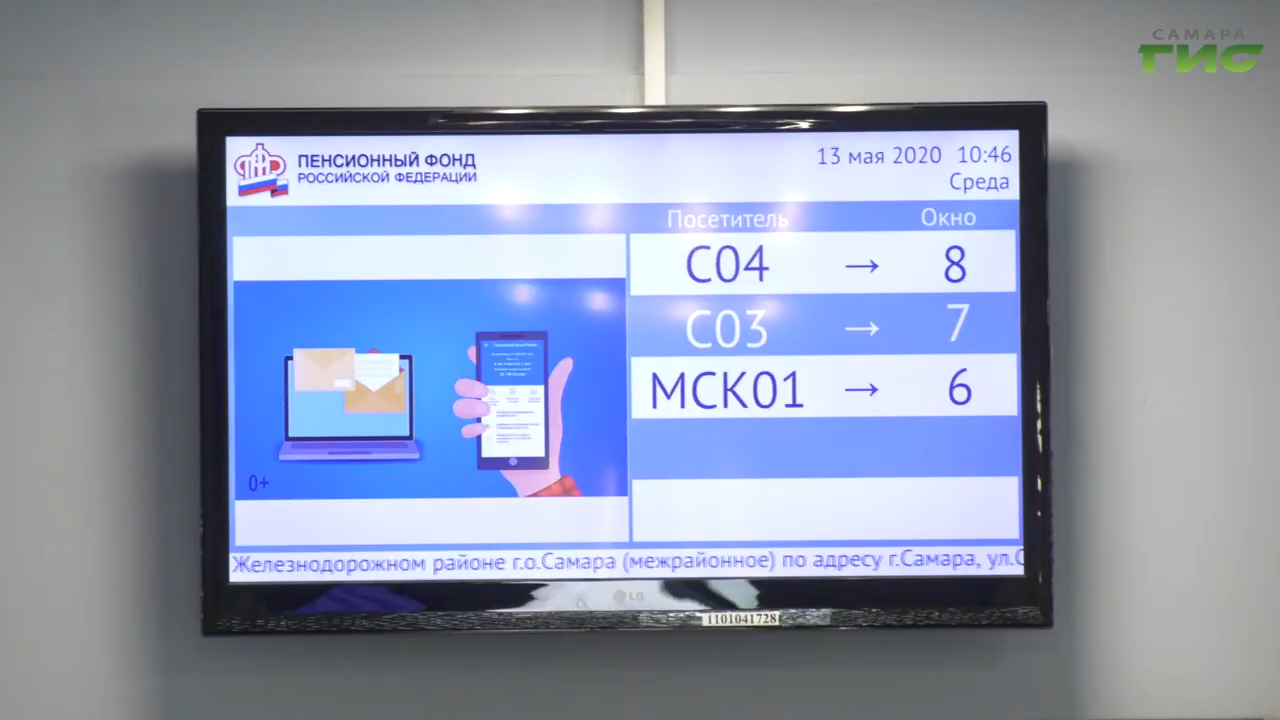 САМАРА
ГИС
ПЕНСИОННЫЙ ФОНД
РОССИЙСКОЙ ФЕДЕРАЦИИ
13 мая 2020 10:46
Среда
Посетитель Окно
С04 → 8
С03 → 7
МСК01 → 6
0+
Железнодорожном районе г.о.Самара (межрайонное) по адресу г.Самара, ул.С
LG
1101041728